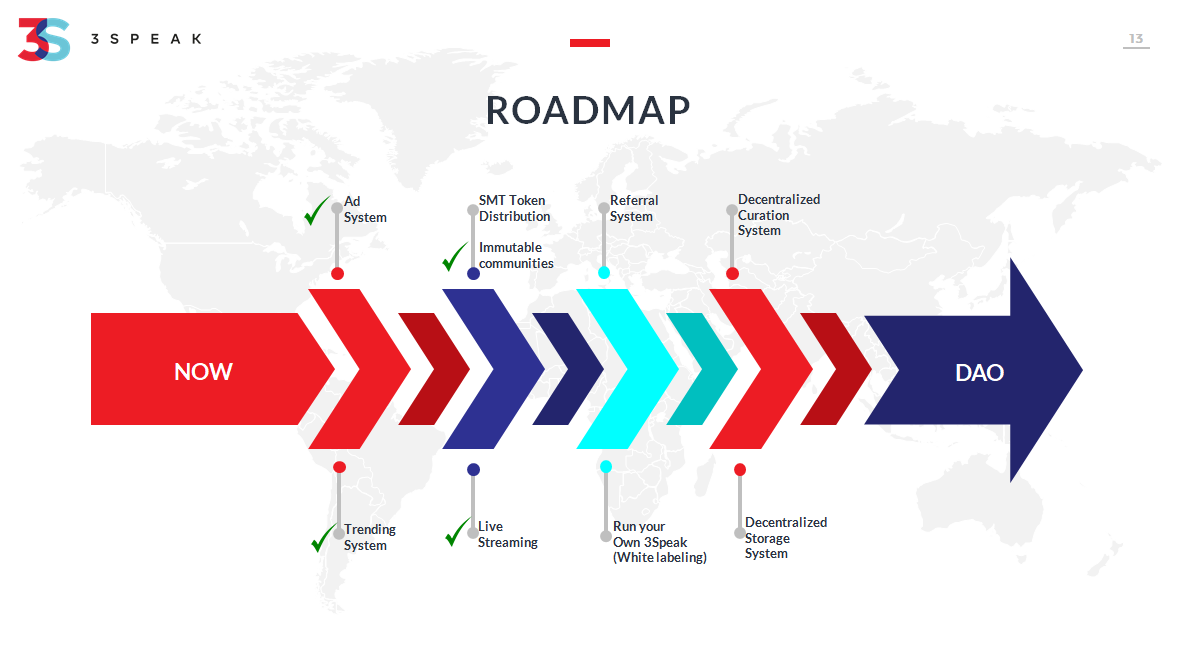 3S
3 S P E A K
13
ROADMAP
Ad
System
SMT Token
Distribution
Immutable
communities
Referral
System
Decentralized
Curation
System
NOW
DAO
Trending
System
Live
Streaming
Run your
Own 3Speak
(White labeling)
Decentralized
Storage
System